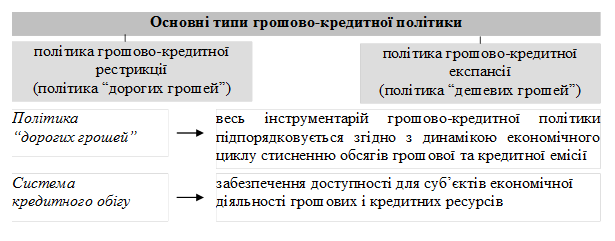 Основні типи грошово-кредитної політики
політика грошово-кредитної
рестрикції
(політика “дорогих грошей”)
політика грошово-кредитної
експансії
(політика “дешевих грошей”)
Політика
“дорогих грошей”
весь інструментарій грошово-кредитної політики
підпорядковується згідно з динамікою економічного
циклу стисненню обсягів грошової та кредитної емісії
Система
кредитного обігу
забезпечення доступності для суб’єктів економічної
діяльності грошових і кредитних ресурсів